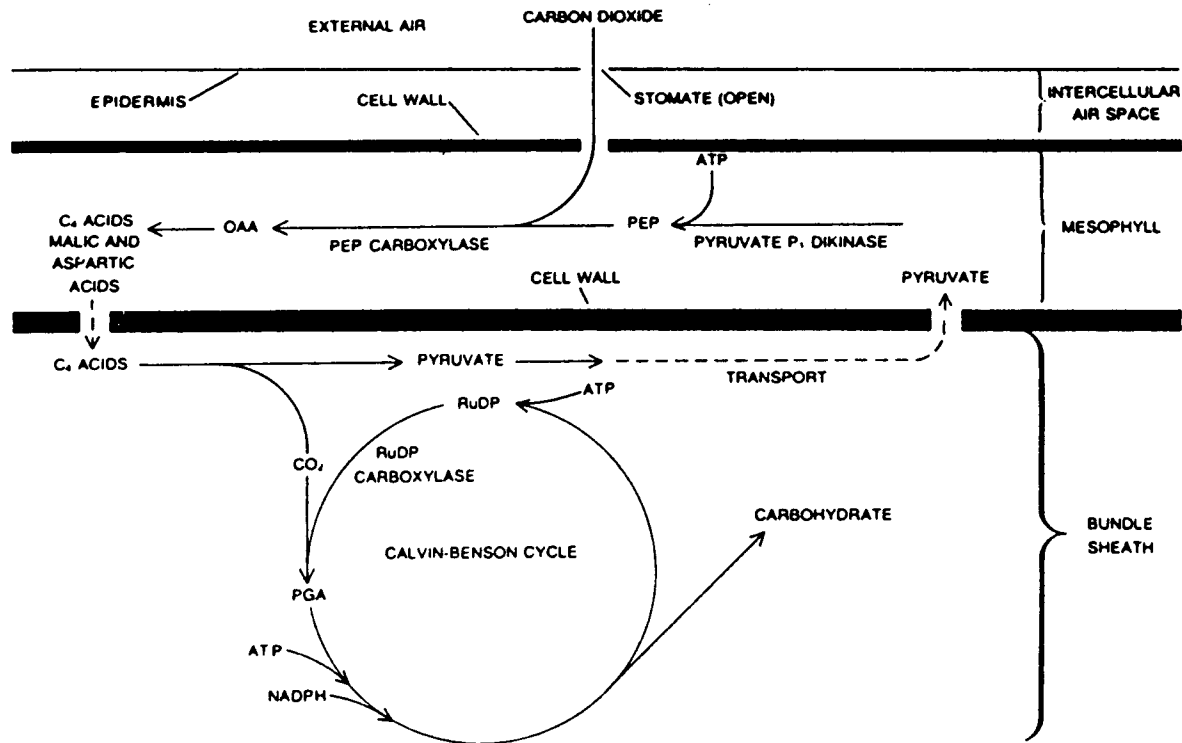 CARBON DIOXIDE
EXTERNAL AIR
EPIDERMIS
CELL WALL
STOMATE (OPEN)
INTERCELLULAR
AIR SPACE
ATP
C₄ ACIDS
MALIC AND
ASPARTIC
ACIDS
OAA
PEP CARBOXYLASE
PEP
PYRUVATE Pᵢ DIKINASE
MESOPHYLL
CELL WALL
PYRUVATE
C₄ ACIDS
PYRUVATE
TRANSPORT
ATP
RuDP
CO₂
RuDP
CARBOXYLASE
CARBOHYDRATE
CALVIN-BENSON CYCLE
BUNDLE
SHEATH
PGA
ATP
NADPH